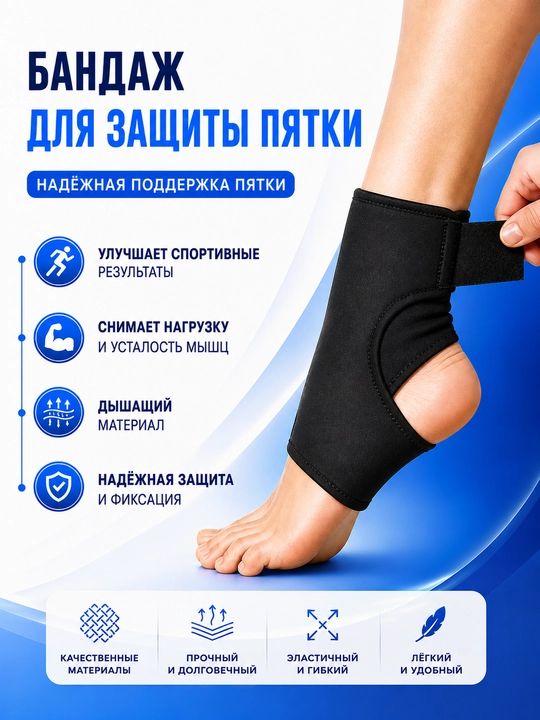 БАНДАЖ
ДЛЯ ЗАЩИТЫ ПЯТКИ
НАДЁЖНАЯ ПОДДЕРЖКА ПЯТКИ
УЛУЧШАЕТ СПОРТИВНЫЕ
РЕЗУЛЬТАТЫ
СНИМАЕТ НАГРУЗКУ
И УСТАЛОСТЬ МЫШЦ
ДЫШАЩИЙ
МАТЕРИАЛ
НАДЁЖНАЯ ЗАЩИТА
И ФИКСАЦИЯ
КАЧЕСТВЕННЫЕ
МАТЕРИАЛЫ
ПРОЧНЫЙ
И ДОЛГОВЕЧНЫЙ
ЭЛАСТИЧНЫЙ
И ГИБКИЙ
ЛЁГКИЙ
И УДОБНЫЙ